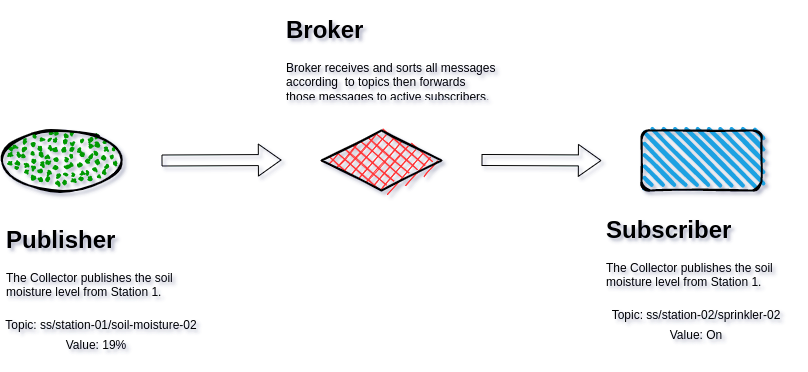 Broker
Broker receives and sorts all messages
according to topics then forwards
those messages to active subscribers.
Publisher
The Collector publishes the soil
moisture level from Station 1.
Topic: ss/station-01/soil-moisture-02
Value: 19%
Subscriber
The Collector publishes the soil
moisture level from Station 1.
Topic: ss/station-02/sprinkler-02
Value: On